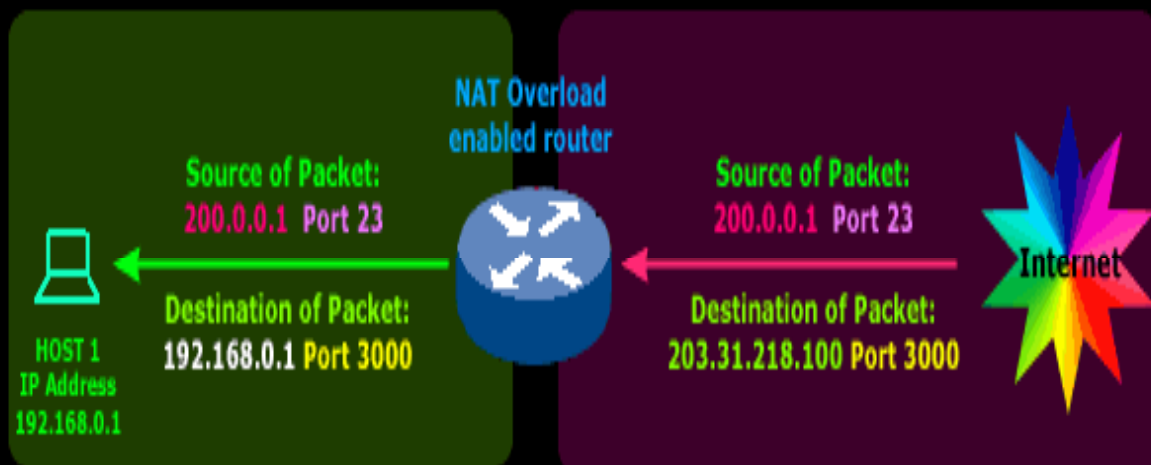 NAT Overload
enabled router
Source of Packet:
200.0.0.1 Port 23
Destination of Packet:
192.168.0.1 Port 3000
HOST 1
IP Address
192.168.0.1
Source of Packet:
200.0.0.1 Port 23
Destination of Packet:
203.31.218.100 Port 3000
Internet